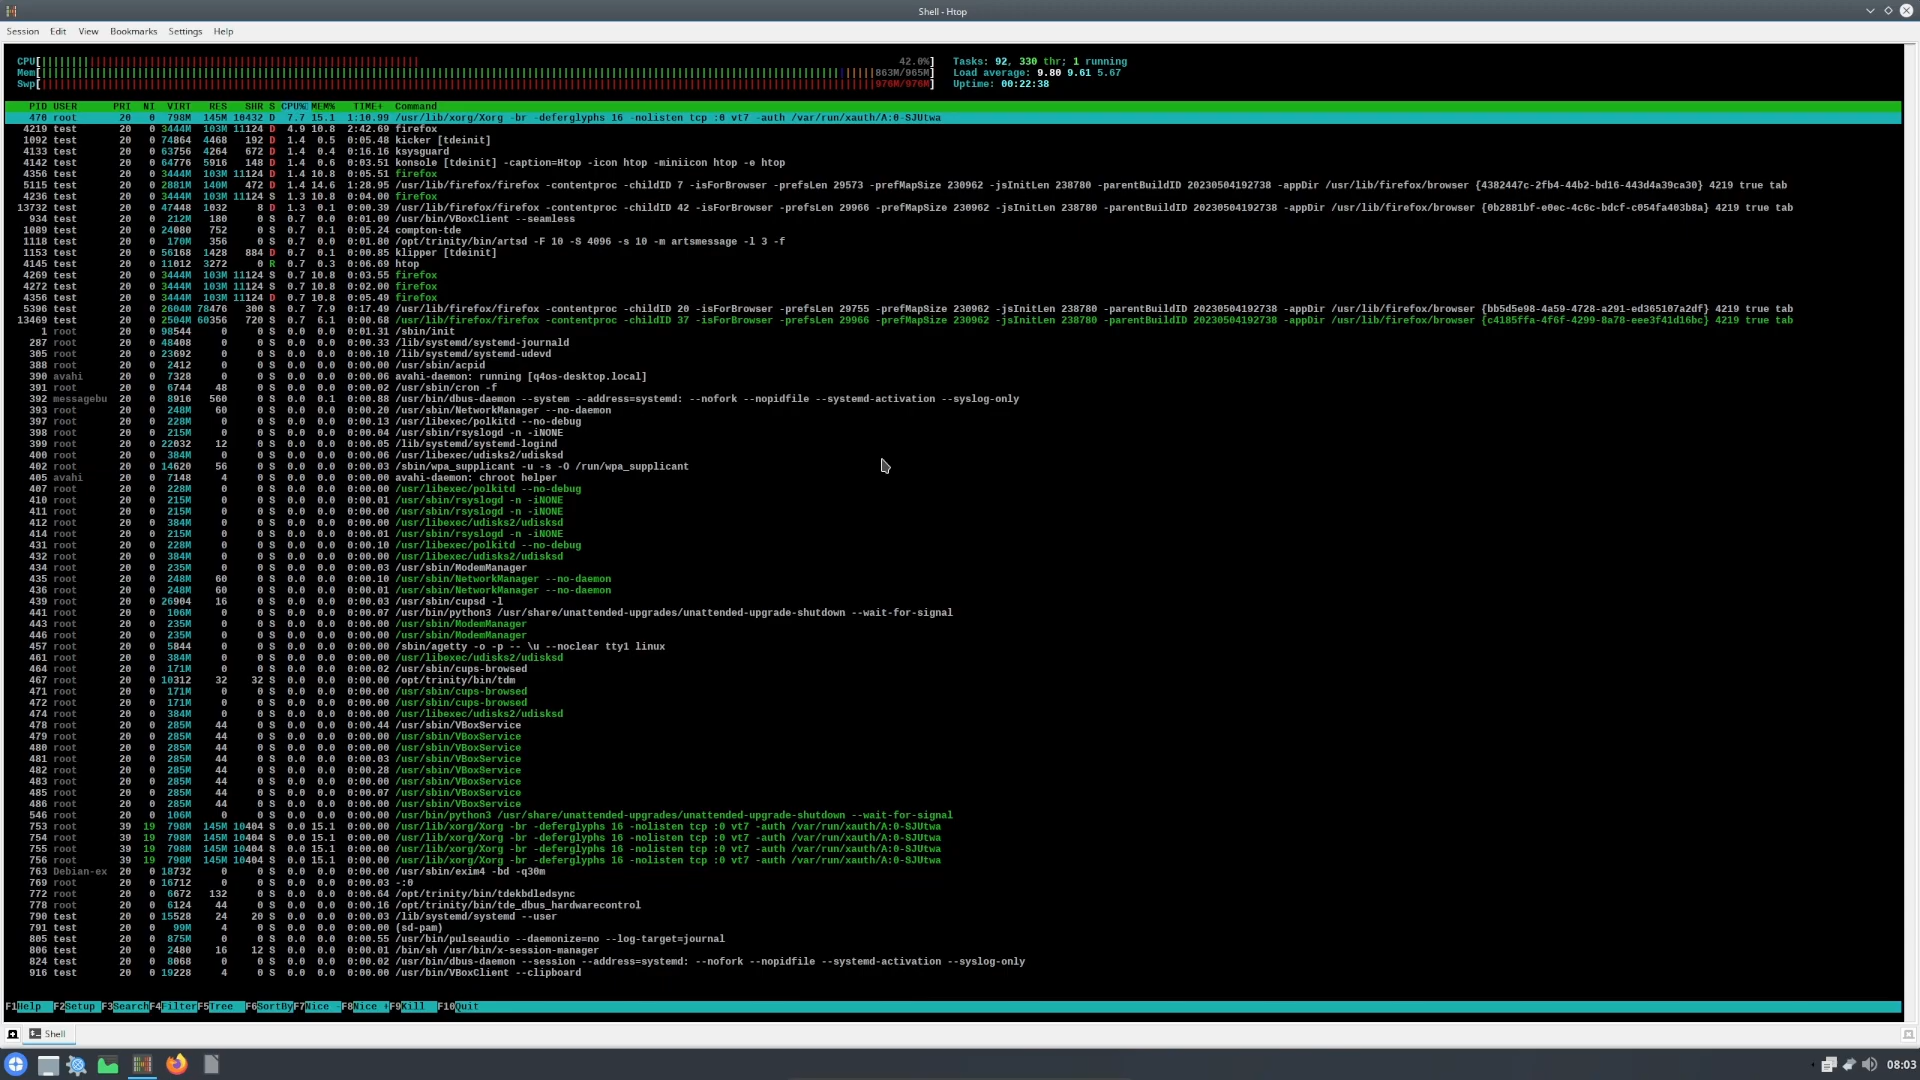 Shell - Htop
Session Edit View Bookmarks Settings Help
CPU[ 42.0%] Tasks: 92, 330 thr; 1 running
Mem[ 863M/965M] Load average: 9.80 9.61 5.67
Swp[ 976M/976M] Uptime: 00:22:38
PID USER PRI NI VIRT RES SHR S CPU% MEM% TIME+ Command
470 root 20 0 798M 145M 10432 D 7.7 15.1 1:10.99 /usr/lib/xorg/Xorg -br -deferglyphs 16 -nolisten tcp :0 vt7 -auth /var/run/xauth/A:0-SJUtwa
4219 test 20 0 3444M 103M 11124 D 4.9 10.8 2:42.69 firefox
1092 test 20 0 74864 4468 192 D 1.4 0.5 0:05.48 kicker [tdeinit]
4133 test 20 0 63756 4264 672 D 1.4 0.4 0:16.16 ksysguard
4142 test 20 0 64776 5916 148 D 1.4 0.6 0:03.51 konsole [tdeinit] -caption=Htop -icon htop -miniicon htop -e htop
4356 test 20 0 3444M 103M 11124 D 1.4 10.8 0:05.51 firefox
5115 test 20 0 2881M 140M 472 D 1.4 14.6 1:28.95 /usr/lib/firefox/firefox -contentproc -childID 7 -isForBrowser -prefsLen 29573 -prefMapSize 230962 -jsInitLen 238780 -parentBuildID 20230504192738 -appDir /usr/lib/firefox/browser {4382447c-2fb4-44b2-bd16-443d4a39ca30} 4219 true tab
4236 test 20 0 3444M 103M 11124 S 1.3 10.8 0:04.00 firefox
13732 test 20 0 47448 1032 8 D 1.3 0.1 0:00.39 /usr/lib/firefox/firefox -contentproc -childID 42 -isForBrowser -prefsLen 29966 -prefMapSize 230962 -jsInitLen 238780 -parentBuildID 20230504192738 -appDir /usr/lib/firefox/browser {0b2881bf-e0ec-4c6c-bdcf-c054fa403b8a} 4219 true tab
934 test 20 0 212M 180 0 S 0.7 0.0 0:01.09 /usr/bin/VBoxClient --seamless
1089 test 20 0 24080 752 0 S 0.7 0.1 0:05.24 compton-tde
1118 test 20 0 170M 356 0 S 0.7 0.0 0:01.80 /opt/trinity/bin/artsd -F 10 -S 4096 -s 10 -m artsmessage -l 3 -f
1153 test 20 0 56168 1428 884 D 0.7 0.1 0:00.85 klipper [tdeinit]
4145 test 20 0 11012 3272 0 R 0.7 0.3 0:06.69 htop
4269 test 20 0 3444M 103M 11124 S 0.7 10.8 0:03.55 firefox
4272 test 20 0 3444M 103M 11124 S 0.7 10.8 0:02.00 firefox
4356 test 20 0 3444M 103M 11124 D 0.7 10.8 0:05.49 firefox
5396 test 20 0 2604M 78476 300 S 0.7 7.9 0:17.49 /usr/lib/firefox/firefox -contentproc -childID 20 -isForBrowser -prefsLen 29755 -prefMapSize 230962 -jsInitLen 238780 -parentBuildID 20230504192738 -appDir /usr/lib/firefox/browser {bb5d5e98-4a59-4728-a291-ed365107a2df} 4219 true tab
13469 test 20 0 2504M 60356 720 S 0.7 6.1 0:00.68 /usr/lib/firefox/firefox -contentproc -childID 37 -isForBrowser -prefsLen 29966 -prefMapSize 230962 -jsInitLen 238780 -parentBuildID 20230504192738 -appDir /usr/lib/firefox/browser {c4185ffa-4f6f-4299-8a78-eee3f41d16bc} 4219 true tab
1 root 20 0 98544 0 0 S 0.0 0.0 0:01.31 /sbin/init
287 root 20 0 48408 0 0 S 0.0 0.0 0:00.33 /lib/systemd/systemd-journald
305 root 20 0 23692 0 0 S 0.0 0.0 0:00.10 /lib/systemd/systemd-udevd
388 root 20 0 2412 0 0 S 0.0 0.0 0:00.00 /usr/sbin/acpid
390 avahi 20 0 7328 0 0 S 0.0 0.0 0:00.06 avahi-daemon: running [q4os-desktop.local]
391 root 20 0 6744 48 0 S 0.0 0.0 0:00.02 /usr/sbin/cron -f
392 messagebu 20 0 8916 560 0 S 0.0 0.1 0:00.88 /usr/bin/dbus-daemon --system --address=systemd: --nofork --nopidfile --systemd-activation --syslog-only
393 root 20 0 248M 60 0 S 0.0 0.0 0:00.20 /usr/sbin/NetworkManager --no-daemon
397 root 20 0 228M 0 0 S 0.0 0.0 0:00.13 /usr/libexec/polkitd --no-debug
398 root 20 0 215M 0 0 S 0.0 0.0 0:00.04 /usr/sbin/rsyslogd -n -iNONE
399 root 20 0 22032 12 0 S 0.0 0.0 0:00.05 /lib/systemd/systemd-logind
400 root 20 0 384M 0 0 S 0.0 0.0 0:00.06 /usr/libexec/udisks2/udisksd
402 root 20 0 14620 56 0 S 0.0 0.0 0:00.03 /sbin/wpa_supplicant -u -s -O /run/wpa_supplicant
405 avahi 20 0 7148 4 0 S 0.0 0.0 0:00.00 avahi-daemon: chroot helper
407 root 20 0 228M 0 0 S 0.0 0.0 0:00.00 /usr/libexec/polkitd --no-debug
410 root 20 0 215M 0 0 S 0.0 0.0 0:00.01 /usr/sbin/rsyslogd -n -iNONE
411 root 20 0 215M 0 0 S 0.0 0.0 0:00.00 /usr/sbin/rsyslogd -n -iNONE
412 root 20 0 384M 0 0 S 0.0 0.0 0:00.00 /usr/libexec/udisks2/udisksd
414 root 20 0 215M 0 0 S 0.0 0.0 0:00.01 /usr/sbin/rsyslogd -n -iNONE
431 root 20 0 228M 0 0 S 0.0 0.0 0:00.10 /usr/libexec/polkitd --no-debug
432 root 20 0 384M 0 0 S 0.0 0.0 0:00.00 /usr/libexec/udisks2/udisksd
434 root 20 0 235M 0 0 S 0.0 0.0 0:00.03 /usr/sbin/ModemManager
435 root 20 0 248M 60 0 S 0.0 0.0 0:00.10 /usr/sbin/NetworkManager --no-daemon
436 root 20 0 248M 60 0 S 0.0 0.0 0:00.01 /usr/sbin/NetworkManager --no-daemon
439 root 20 0 26904 16 0 S 0.0 0.0 0:00.03 /usr/sbin/cupsd -l
441 root 20 0 106M 0 0 S 0.0 0.0 0:00.07 /usr/bin/python3 /usr/share/unattended-upgrades/unattended-upgrade-shutdown --wait-for-signal
443 root 20 0 235M 0 0 S 0.0 0.0 0:00.00 /usr/sbin/ModemManager
446 root 20 0 235M 0 0 S 0.0 0.0 0:00.00 /usr/sbin/ModemManager
457 root 20 0 5844 0 0 S 0.0 0.0 0:00.00 /sbin/agetty -o -p -- \u --noclear tty1 linux
461 root 20 0 384M 0 0 S 0.0 0.0 0:00.00 /usr/libexec/udisks2/udisksd
464 root 20 0 171M 0 0 S 0.0 0.0 0:00.02 /usr/sbin/cups-browsed
467 root 20 0 10312 32 32 S 0.0 0.0 0:00.00 /opt/trinity/bin/tdm
471 root 20 0 171M 0 0 S 0.0 0.0 0:00.00 /usr/sbin/cups-browsed
472 root 20 0 171M 0 0 S 0.0 0.0 0:00.00 /usr/sbin/cups-browsed
474 root 20 0 384M 0 0 S 0.0 0.0 0:00.00 /usr/libexec/udisks2/udisksd
478 root 20 0 285M 44 0 S 0.0 0.0 0:00.44 /usr/sbin/VBoxService
479 root 20 0 285M 44 0 S 0.0 0.0 0:00.00 /usr/sbin/VBoxService
480 root 20 0 285M 44 0 S 0.0 0.0 0:00.00 /usr/sbin/VBoxService
481 root 20 0 285M 44 0 S 0.0 0.0 0:00.03 /usr/sbin/VBoxService
482 root 20 0 285M 44 0 S 0.0 0.0 0:00.28 /usr/sbin/VBoxService
483 root 20 0 285M 44 0 S 0.0 0.0 0:00.00 /usr/sbin/VBoxService
485 root 20 0 285M 44 0 S 0.0 0.0 0:00.07 /usr/sbin/VBoxService
486 root 20 0 285M 44 0 S 0.0 0.0 0:00.00 /usr/sbin/VBoxService
546 root 20 0 106M 0 0 S 0.0 0.0 0:00.00 /usr/bin/python3 /usr/share/unattended-upgrades/unattended-upgrade-shutdown --wait-for-signal
753 root 39 19 798M 145M 10404 S 0.0 15.1 0:00.00 /usr/lib/xorg/Xorg -br -deferglyphs 16 -nolisten tcp :0 vt7 -auth /var/run/xauth/A:0-SJUtwa
754 root 39 19 798M 145M 10404 S 0.0 15.1 0:00.00 /usr/lib/xorg/Xorg -br -deferglyphs 16 -nolisten tcp :0 vt7 -auth /var/run/xauth/A:0-SJUtwa
755 root 39 19 798M 145M 10404 S 0.0 15.1 0:00.00 /usr/lib/xorg/Xorg -br -deferglyphs 16 -nolisten tcp :0 vt7 -auth /var/run/xauth/A:0-SJUtwa
756 root 39 19 798M 145M 10404 S 0.0 15.1 0:00.00 /usr/lib/xorg/Xorg -br -deferglyphs 16 -nolisten tcp :0 vt7 -auth /var/run/xauth/A:0-SJUtwa
763 Debian-ex 20 0 18732 0 0 S 0.0 0.0 0:00.00 /usr/sbin/exim4 -bd -q30m
769 root 20 0 16712 0 0 S 0.0 0.0 0:00.03 -:0
772 root 20 0 6672 132 0 S 0.0 0.0 0:00.64 /opt/trinity/bin/tdekbdledsync
778 root 20 0 6124 44 0 S 0.0 0.0 0:00.16 /opt/trinity/bin/tde_dbus_hardwarecontrol
790 test 20 0 15528 24 20 S 0.0 0.0 0:00.03 /lib/systemd/systemd --user
791 test 20 0 99M 4 0 S 0.0 0.0 0:00.00 (sd-pam)
805 test 20 0 875M 0 0 S 0.0 0.0 0:00.55 /usr/bin/pulseaudio --daemonize=no --log-target=journal
806 test 20 0 2480 16 12 S 0.0 0.0 0:00.01 /bin/sh /usr/bin/x-session-manager
824 test 20 0 8068 0 0 S 0.0 0.0 0:00.02 /usr/bin/dbus-daemon --session --address=systemd: --nofork --nopidfile --systemd-activation --syslog-only
916 test 20 0 19228 4 0 S 0.0 0.0 0:00.00 /usr/bin/VBoxClient --clipboard
F1Help F2Setup F3SearchF4FilterF5Tree F6SortByF7Nice -F8Nice +F9Kill F10Quit
Shell
08:03